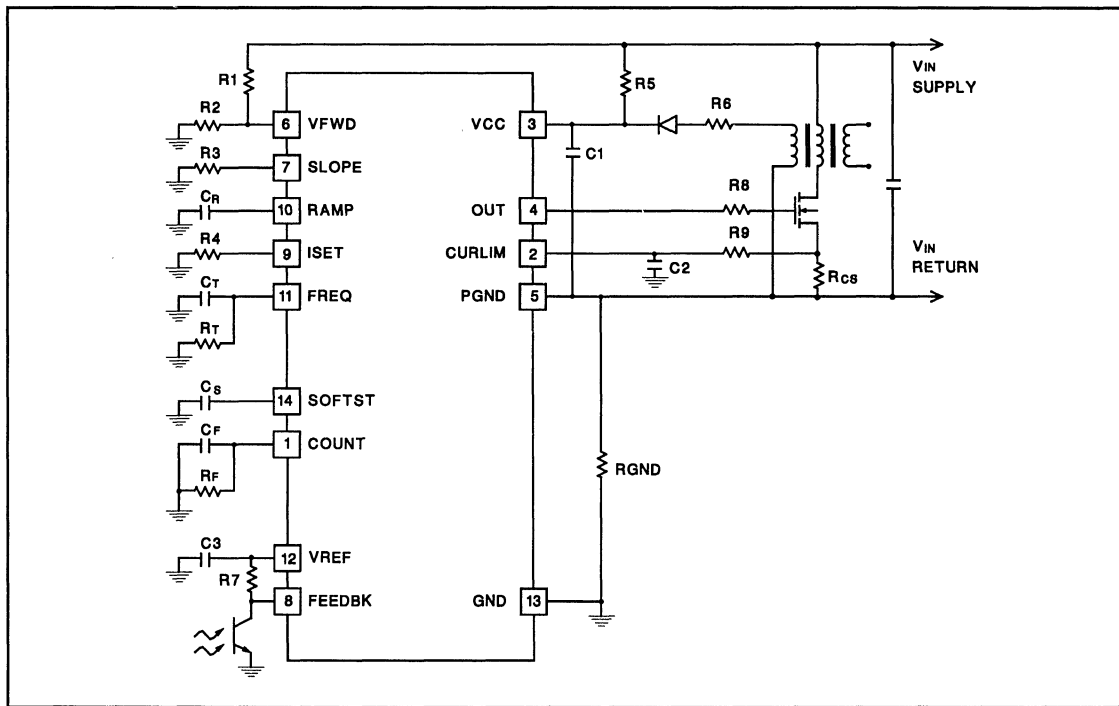 R1
R2
6 VFWD
R3
7 SLOPE
CR
10 RAMP
R4
9 ISET
CT
11 FREQ
RT
CS
14 SOFTST
CF
1 COUNT
RF
C3
12 VREF
R7
8 FEEDBK
VCC 3
C1
R5
R6
OUT 4
R8
CURLIM 2
R9
C2
PGND 5
RCS
RGND
GND 13
VIN
SUPPLY
VIN
RETURN